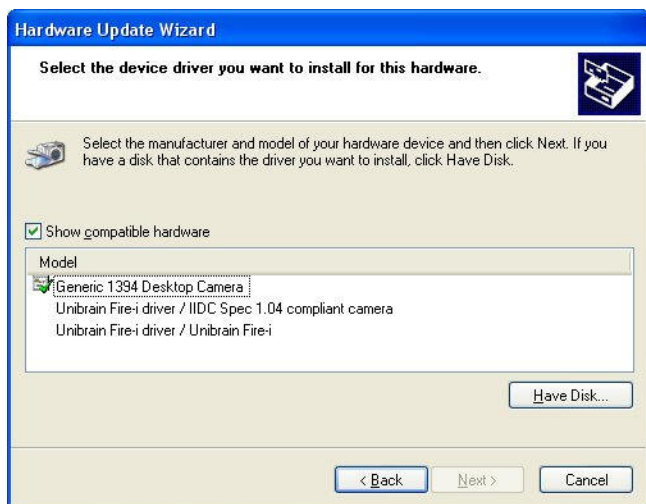 Hardware Update Wizard
Select the device driver you want to install for this hardware.
Select the manufacturer and model of your hardware device and then click Next. If you
have a disk that contains the driver you want to install, click Have Disk.
Show compatible hardware
Model
Generic 1394 Desktop Camera
Unibrain Fire-i driver / IIDC Spec 1.04 compliant camera
Unibrain Fire-i driver / Unibrain Fire-i
Have Disk...
< Back Next > Cancel